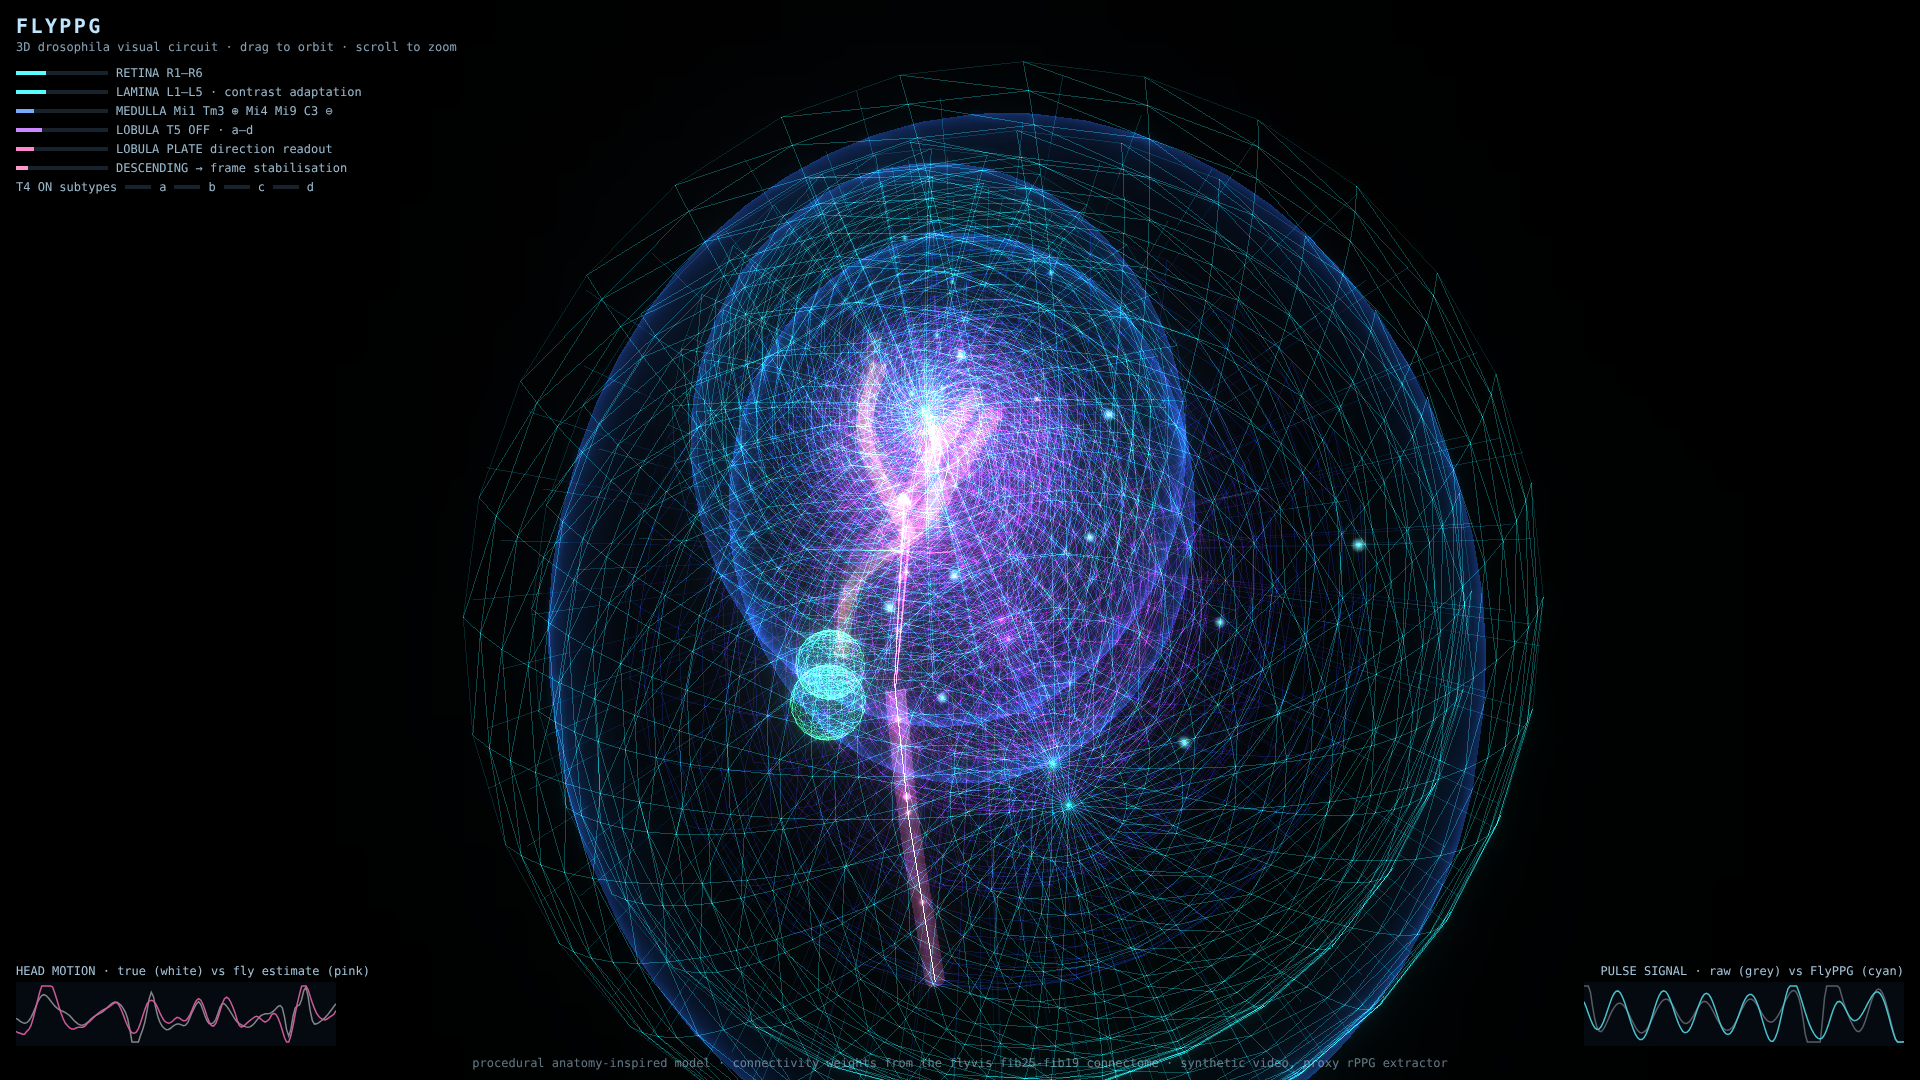 FLYPPG
3D drosophila visual circuit · drag to orbit · scroll to zoom
RETINA R1–R6
LAMINA L1–L5 · contrast adaptation
MEDULLA Mi1 Tm3 ⊕ Mi4 Mi9 C3 ⊖
LOBULA T5 OFF · a–d
LOBULA PLATE direction readout
DESCENDING → frame stabilisation
T4 ON subtypes a b c d
HEAD MOTION · true (white) vs fly estimate (pink)
PULSE SIGNAL · raw (grey) vs FlyPPG (cyan)
procedural anatomy-inspired model · connectivity weights from the flyvis fib25-fib19 connectome · synthetic video, proxy rPPG extractor